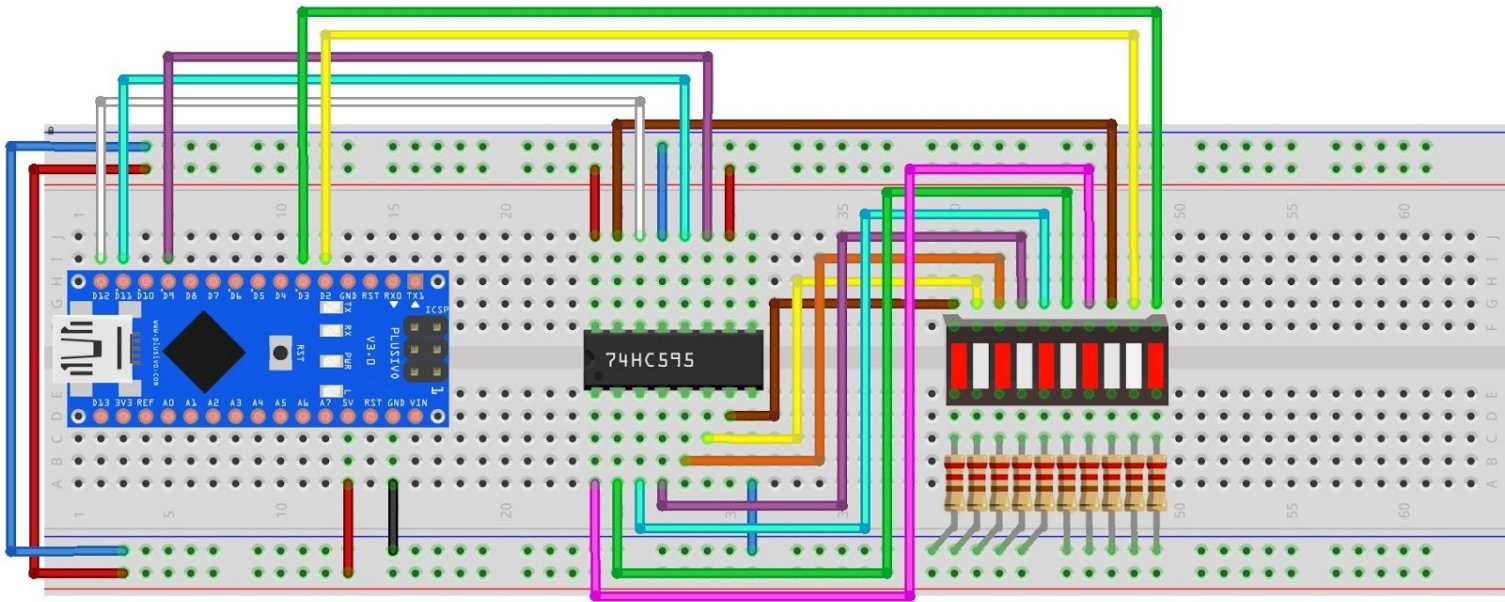 1 5 10 15 20 30 35 40 50 55 60
J J
I I
H H
G G
F F
D12 D11 D10 D9 D8 D7 D6 D5 D4 D3 D2 GND RST RX0 TX1
TX
RX
PWR
L
RST
www.plusivo.com
PLUSIVO
V3.0
ICSP
1
D13 3V3 REF A0 A1 A2 A3 A4 A5 A6 A7 5V RST GND VIN
74HC595
E E
D D
C C
B B
A A
1 5 10 15 20 50 55 60